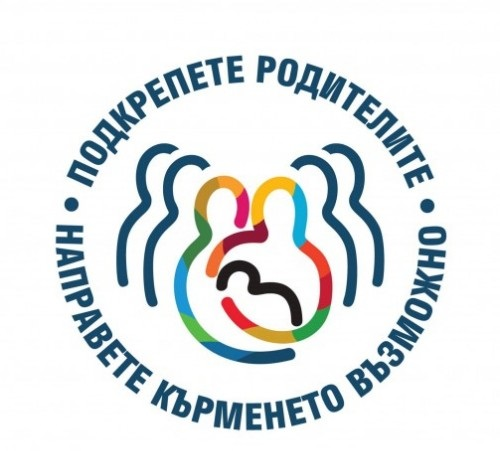 • ПОДКРЕПЕТЕ РОДИТЕЛИТЕ •
НАПРАВЕТЕ КЪРМЕНЕТО ВЪЗМОЖНО